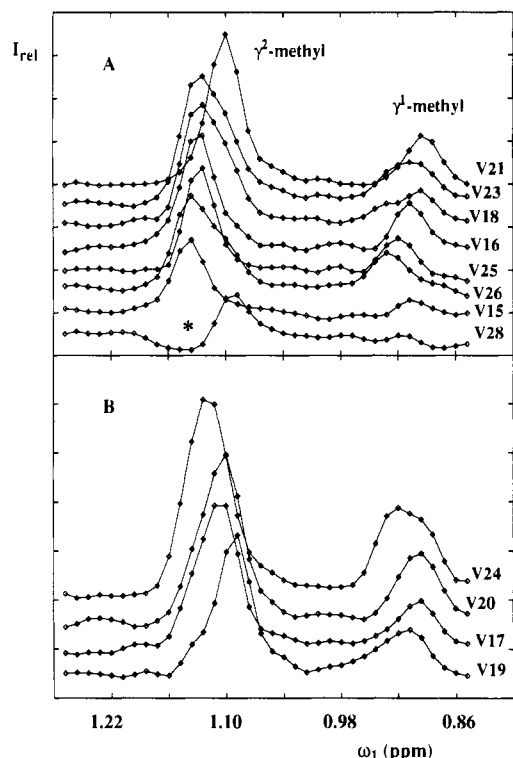 I_rel
A
γ²-methyl
γ¹-methyl
V21
V23
V18
V16
V25
V26
V15
*
V28
B
V24
V20
V17
V19
1.22 1.10 0.98 0.86
ω₁ (ppm)